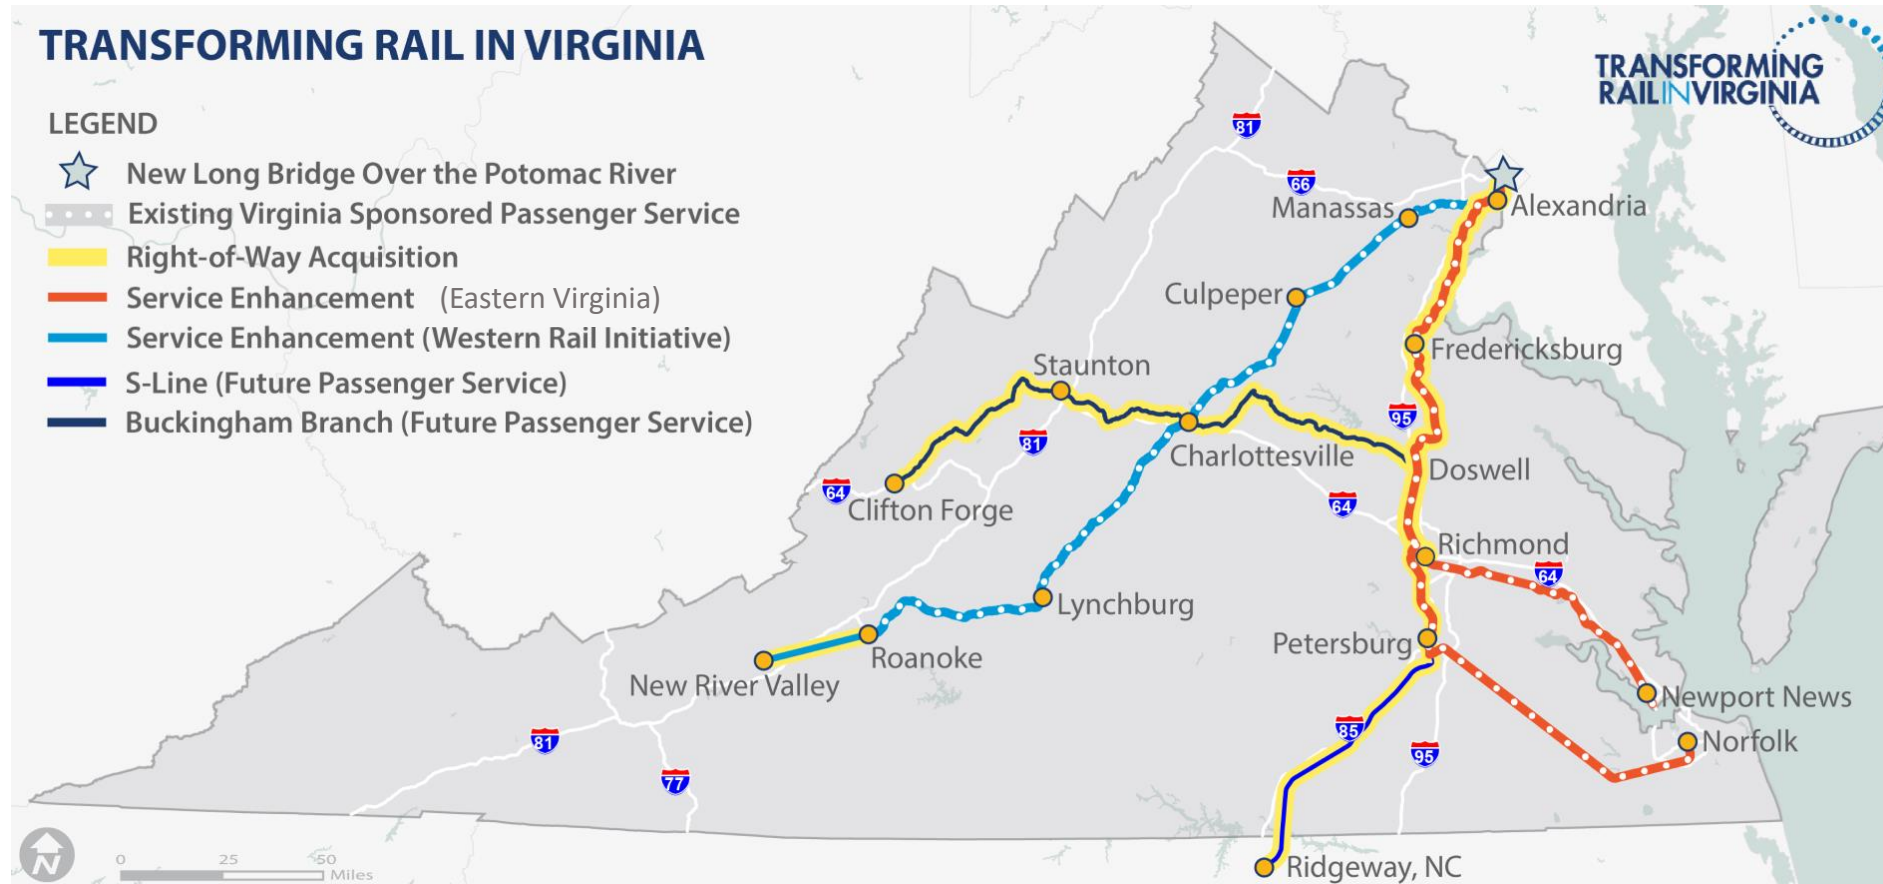 TRANSFORMING RAIL IN VIRGINIA
TRANSFORMING
RAILINVIRGINIA
LEGEND
New Long Bridge Over the Potomac River
Existing Virginia Sponsored Passenger Service
Right-of-Way Acquisition
Service Enhancement (Eastern Virginia)
Service Enhancement (Western Rail Initiative)
S-Line (Future Passenger Service)
Buckingham Branch (Future Passenger Service)
81
66
Manassas
Alexandria
Culpeper
Fredericksburg
Staunton
95
81
Charlottesville
Doswell
64
Clifton Forge
64
Richmond
64
Lynchburg
Petersburg
Roanoke
New River Valley
Newport News
85
95
Norfolk
81
77
Ridgeway, NC
N
0 25 50
Miles